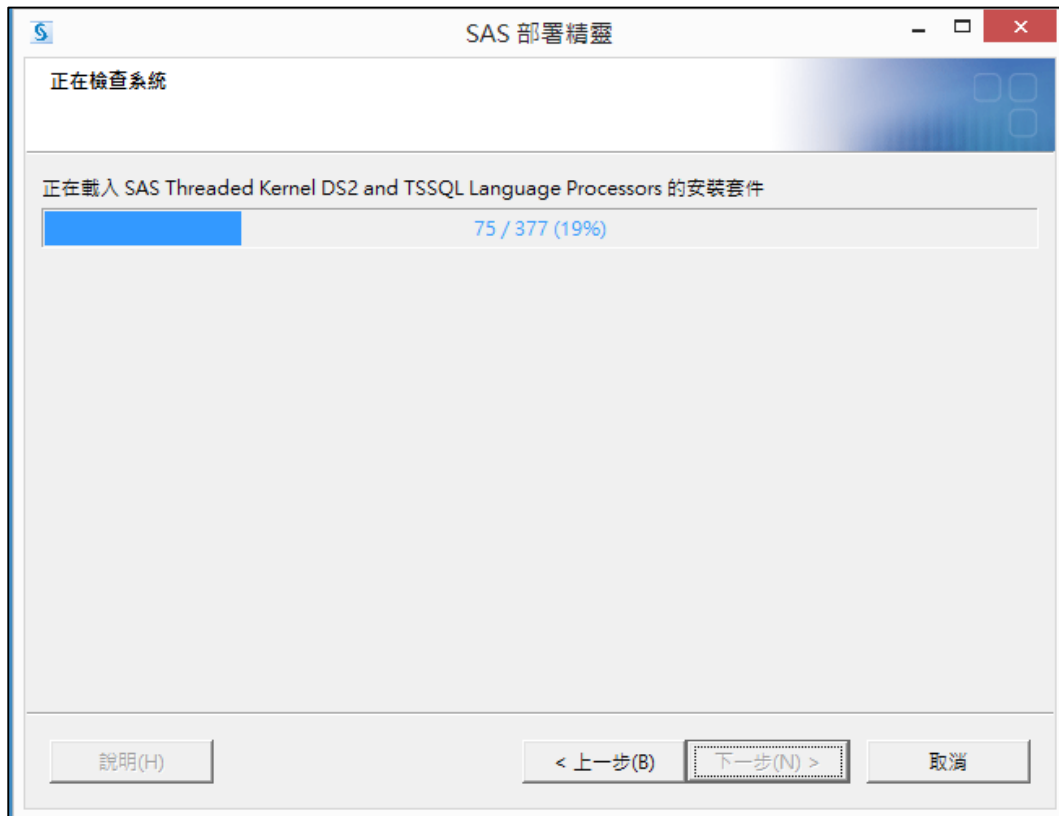 SAS 部署精靈
正在檢查系統
正在載入 SAS Threaded Kernel DS2 and TSSQL Language Processors 的安裝套件
75 / 377 (19%)
說明(H)
< 上一步(B)
下一步(N) >
取消